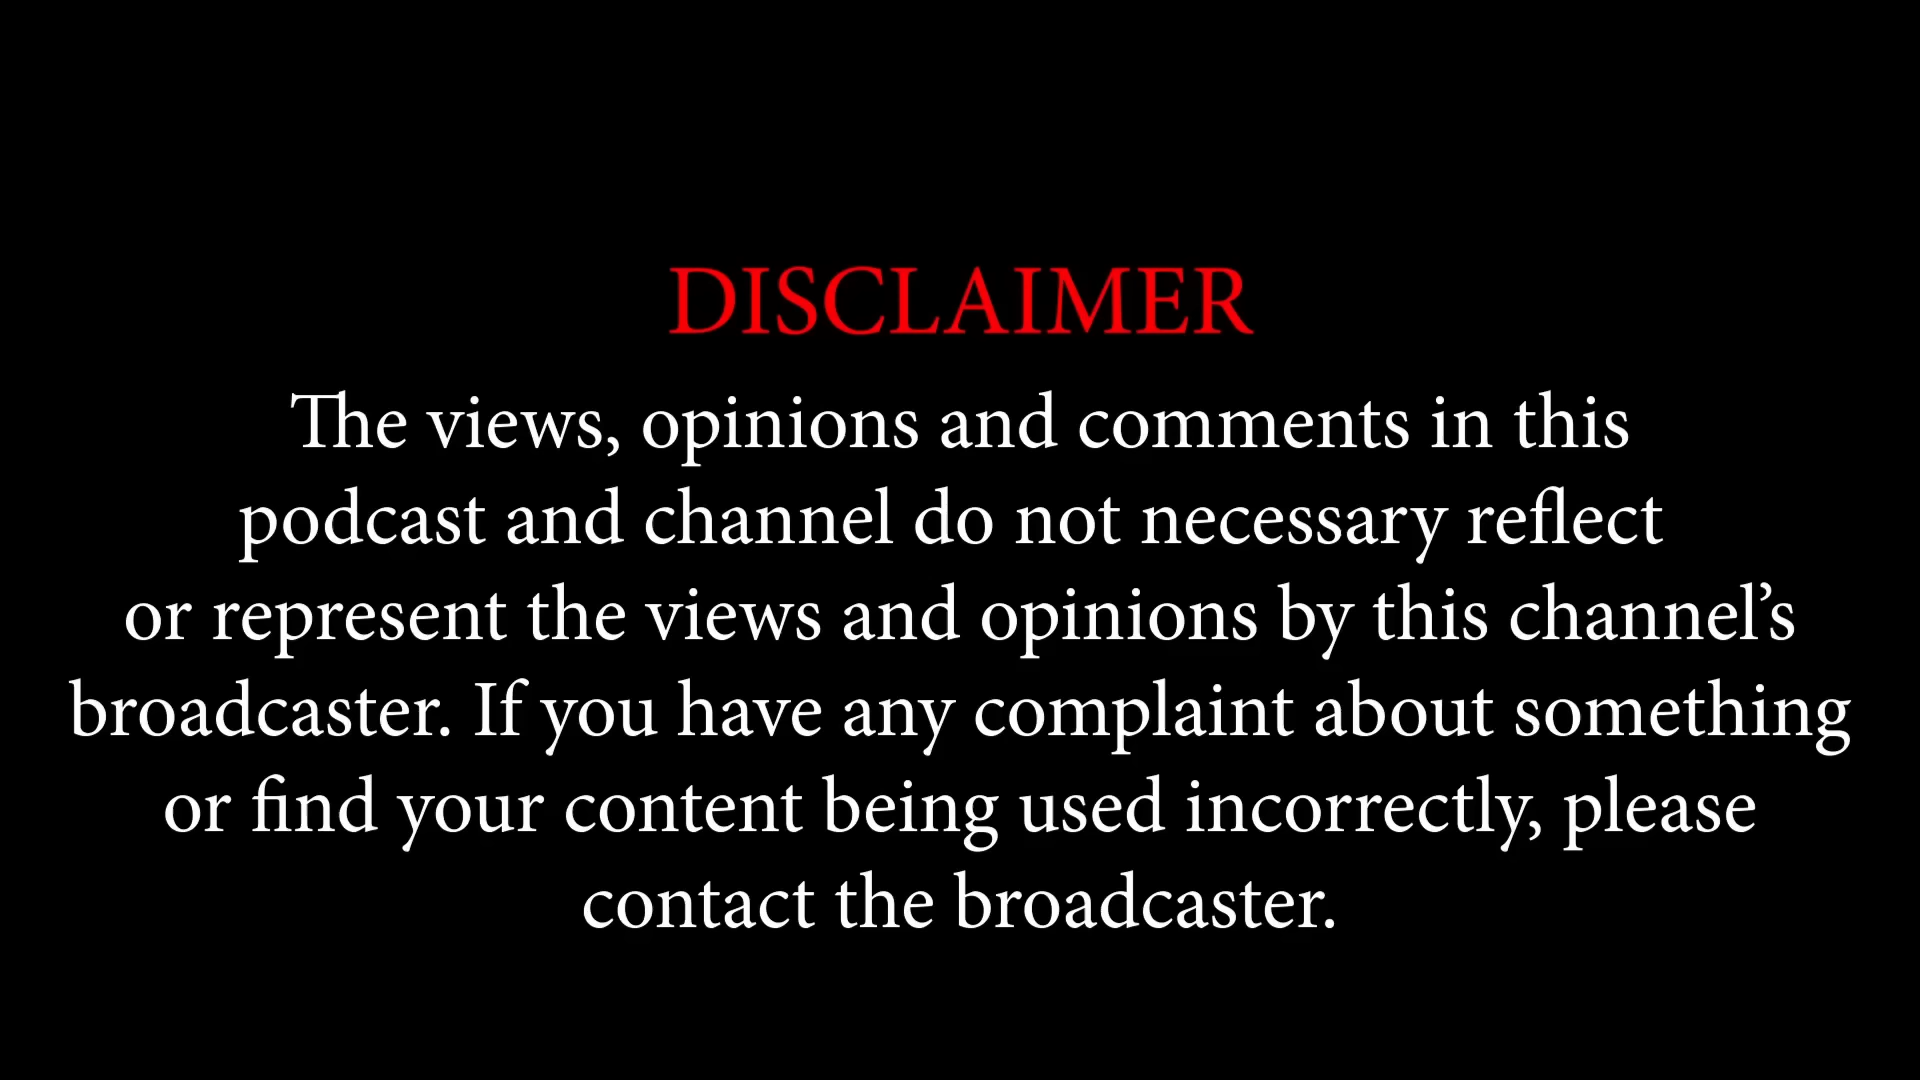 DISCLAIMER
The views, opinions and comments in this
podcast and channel do not necessary reflect
or represent the views and opinions by this channel’s
broadcaster. If you have any complaint about something
or find your content being used incorrectly, please
contact the broadcaster.